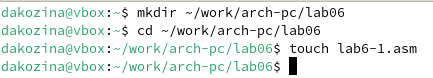 dakozina@vbox:~$ mkdir ~/work/arch-pc/lab06
dakozina@vbox:~$ cd ~/work/arch-pc/lab06
dakozina@vbox:~/work/arch-pc/lab06$ touch lab6-1.asm
dakozina@vbox:~/work/arch-pc/lab06$